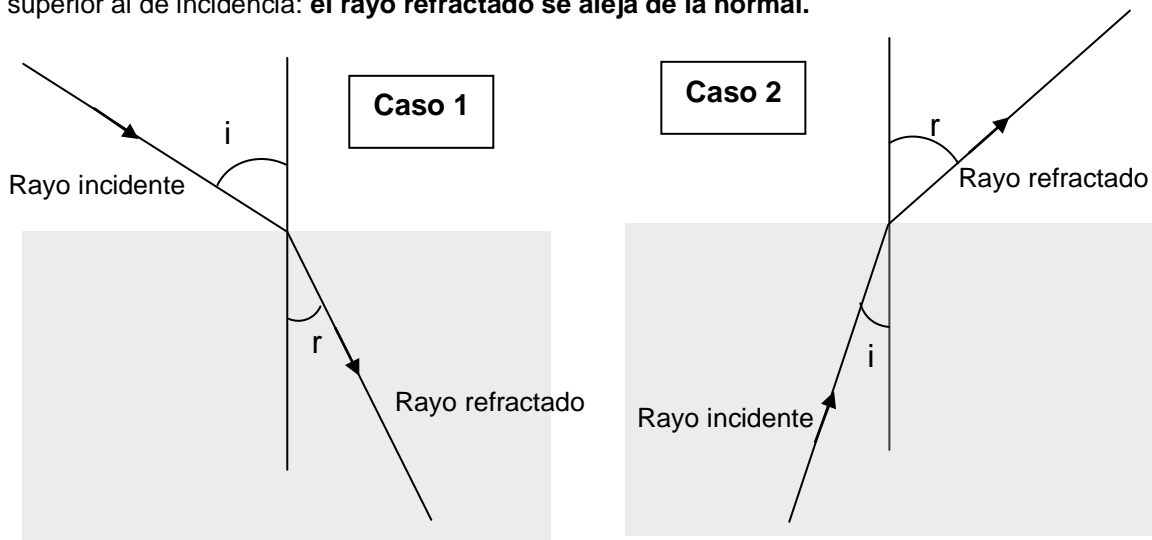 superior al de incidencia: el rayo refractado se aleja de la normal.
Caso 1
i
Rayo incidente
r
Rayo refractado
Caso 2
r
Rayo refractado
i
Rayo incidente